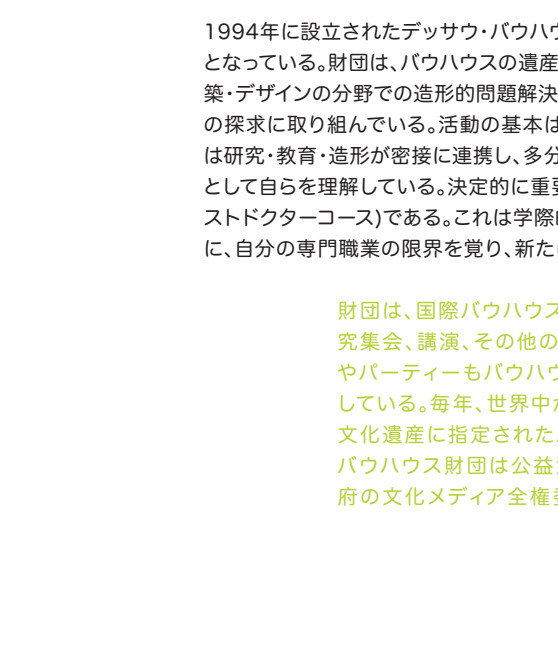 1994年に設立されたデッサウ・バウハウ
となっている。財団は、バウハウスの遺産
築・デザインの分野での造形的問題解決
の探求に取り組んでいる。活動の基本は
は研究・教育・造形が密接に連携し、多分
として自らを理解している。決定的に重要
ストドクターコース)である。これは学際
に、自分の専門職業の限界を覚り、新た
財団は、国際バウハウス
究集会、講演、その他の
やパーティーもバウハウ
している。毎年、世界中
文化遺産に指定された
バウハウス財団は公益
府の文化メディア全権